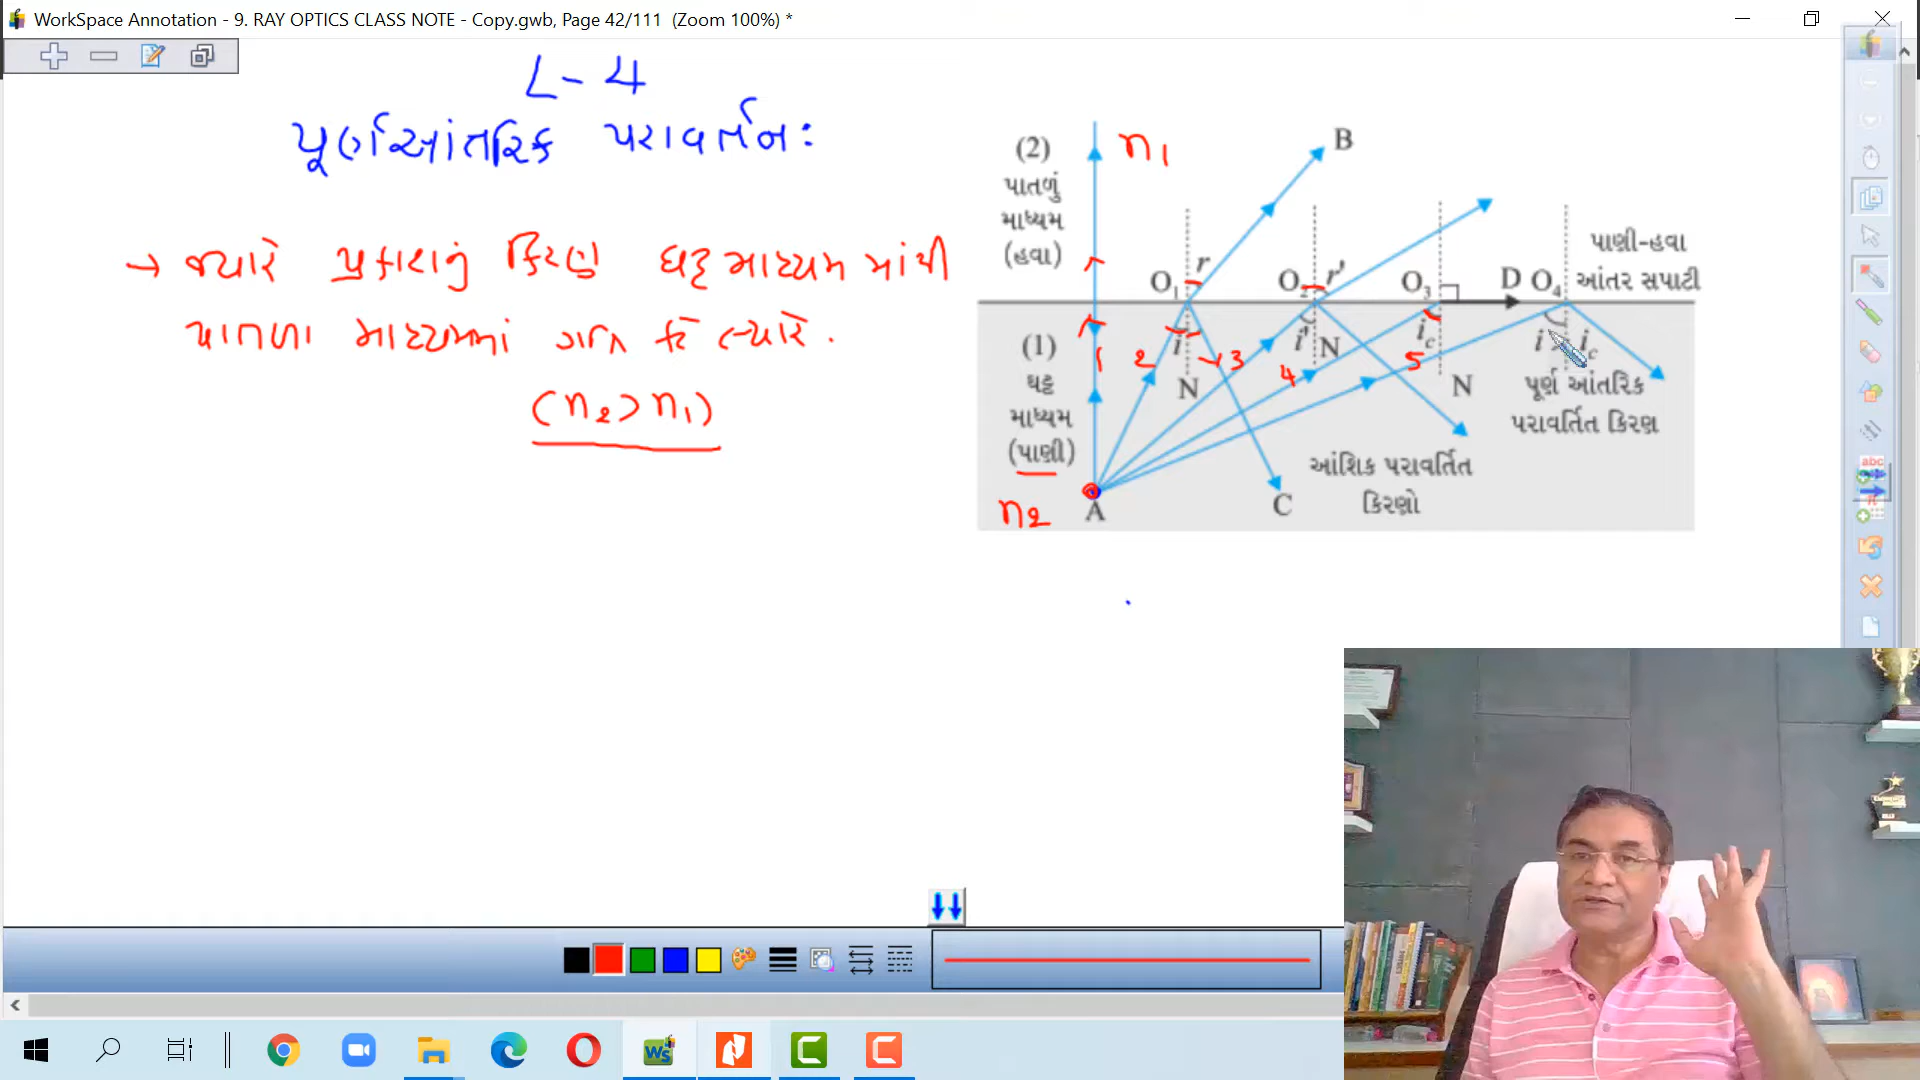 WorkSpace Annotation - 9. RAY OPTICS CLASS NOTE - Copy.gwb, Page 42/111 (Zoom 100%) *
L - 4
પૂર્ણઆંતરિક પરાવર્તન :
→ જ્યારે પ્રકાશનું કિરણ ઘટ્ટ માધ્યમ માંથી
પાતળા માધ્યમમાં ગતિ કરે ત્યારે.
(n₂ > n₁)
(2)
પાતળું
માધ્યમ
(હવા)
n₁
B
O₁
r
O₂
r'
O₃
D
O₄
પાણી-હવા
આંતર સપાટી
(1)
ઘટ્ટ
માધ્યમ
(પાણી)
n₂
A
1
2
i
3
N
i'
N
4
i_c
5
N
i > i_c
પૂર્ણ આંતરિક
પરાવર્તિત કિરણ
આંશિક પરાવર્તિત
કિરણો
C
abc